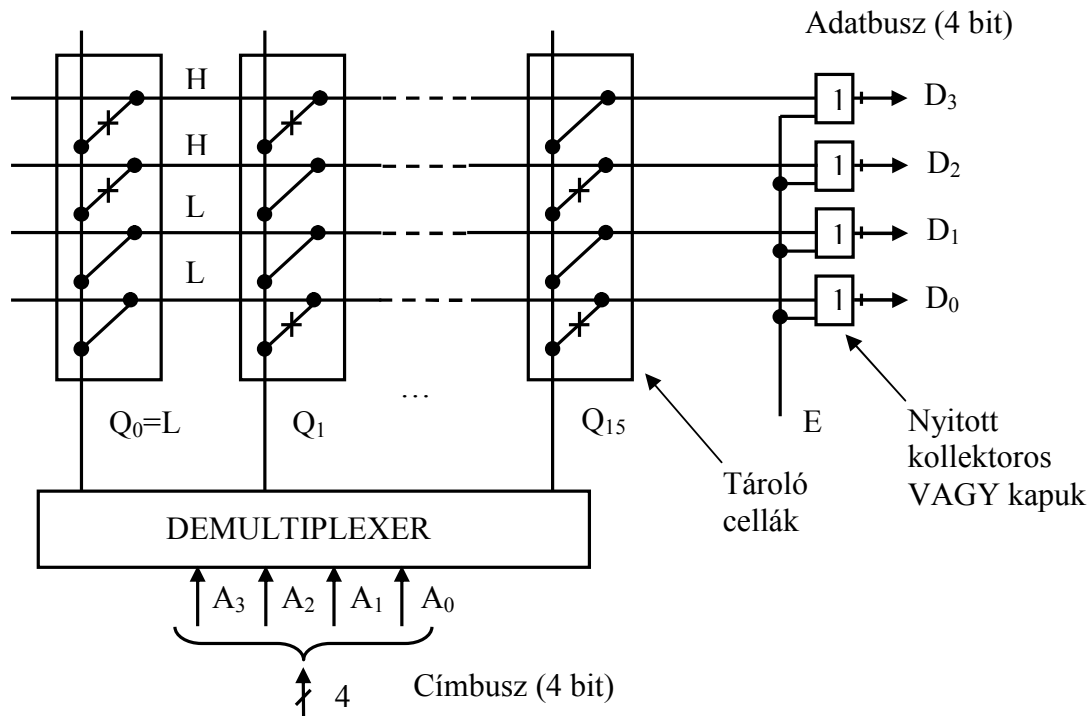 Adatbusz (4 bit)
H
H
L
L
1
D₃
1
D₂
1
D₁
1
D₀
...
Q₀=L
Q₁
Q₁₅
E
Nyitott
kollektoros
VAGY kapuk
Tároló
cellák
DEMULTIPLEXER
A₃ A₂ A₁ A₀
4
Címbusz (4 bit)